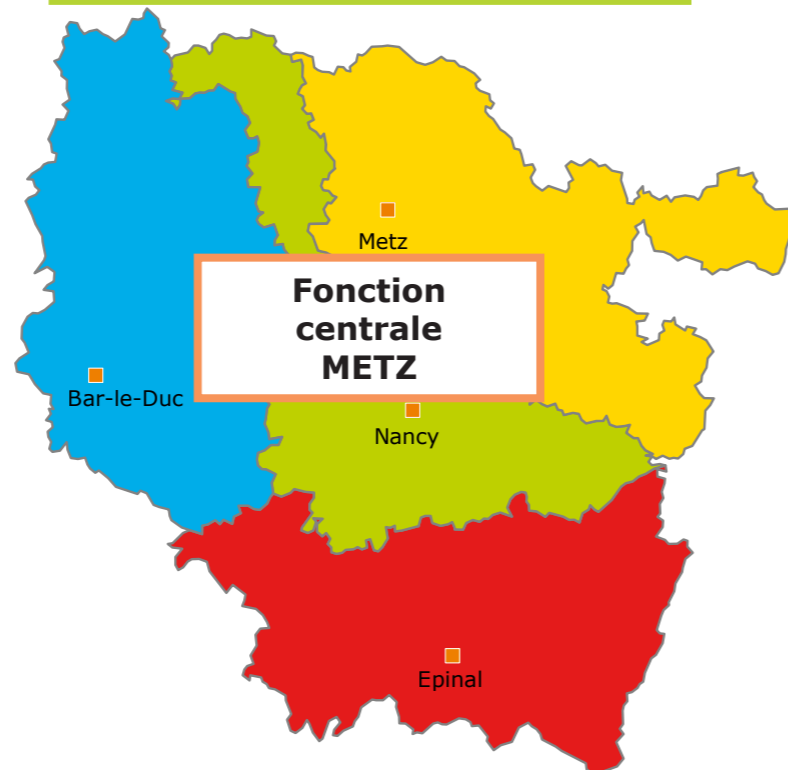 Metz
Fonction
centrale
METZ
Bar-le-Duc
Nancy
Epinal